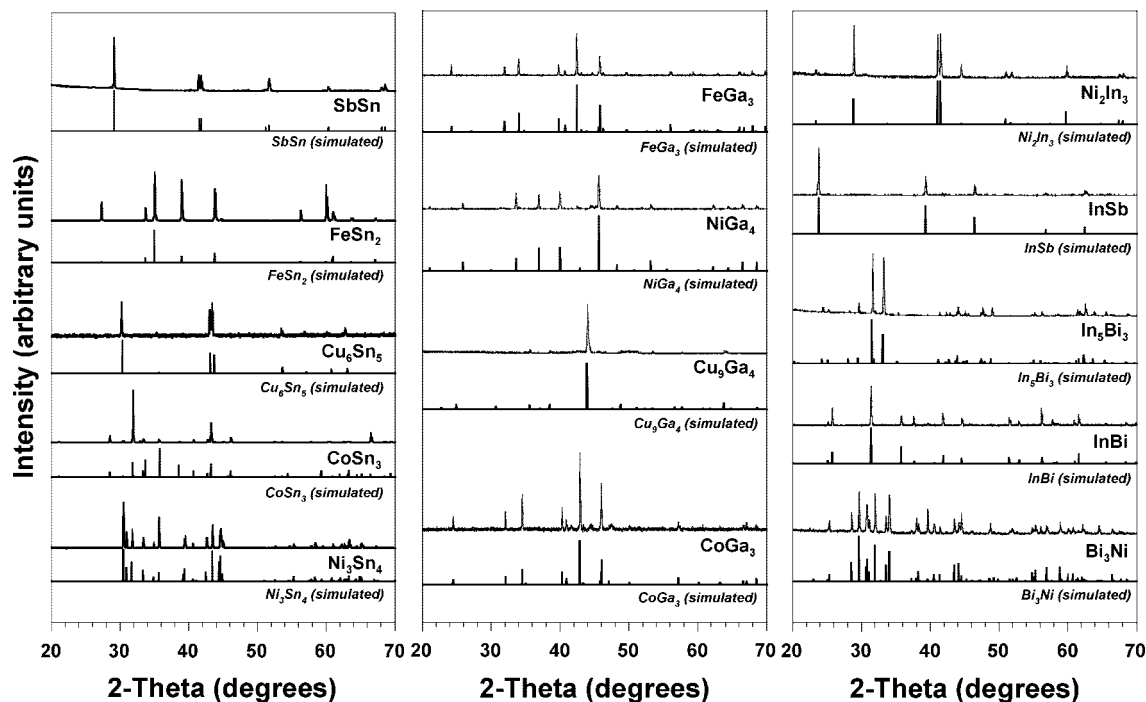 Intensity (arbitrary units)
SbSn
SbSn (simulated)
FeSn₂
FeSn₂ (simulated)
Cu₆Sn₅
Cu₆Sn₅ (simulated)
CoSn₃
CoSn₃ (simulated)
Ni₃Sn₄
Ni₃Sn₄ (simulated)
20 30 40 50 60 70
2-Theta (degrees)
FeGa₃
FeGa₃ (simulated)
NiGa₄
NiGa₄ (simulated)
Cu₉Ga₄
Cu₉Ga₄ (simulated)
CoGa₃
CoGa₃ (simulated)
20 30 40 50 60 70
2-Theta (degrees)
Ni₂In₃
Ni₂In₃ (simulated)
InSb
InSb (simulated)
In₅Bi₃
In₅Bi₃ (simulated)
InBi
InBi (simulated)
Bi₃Ni
Bi₃Ni (simulated)
20 30 40 50 60 70
2-Theta (degrees)